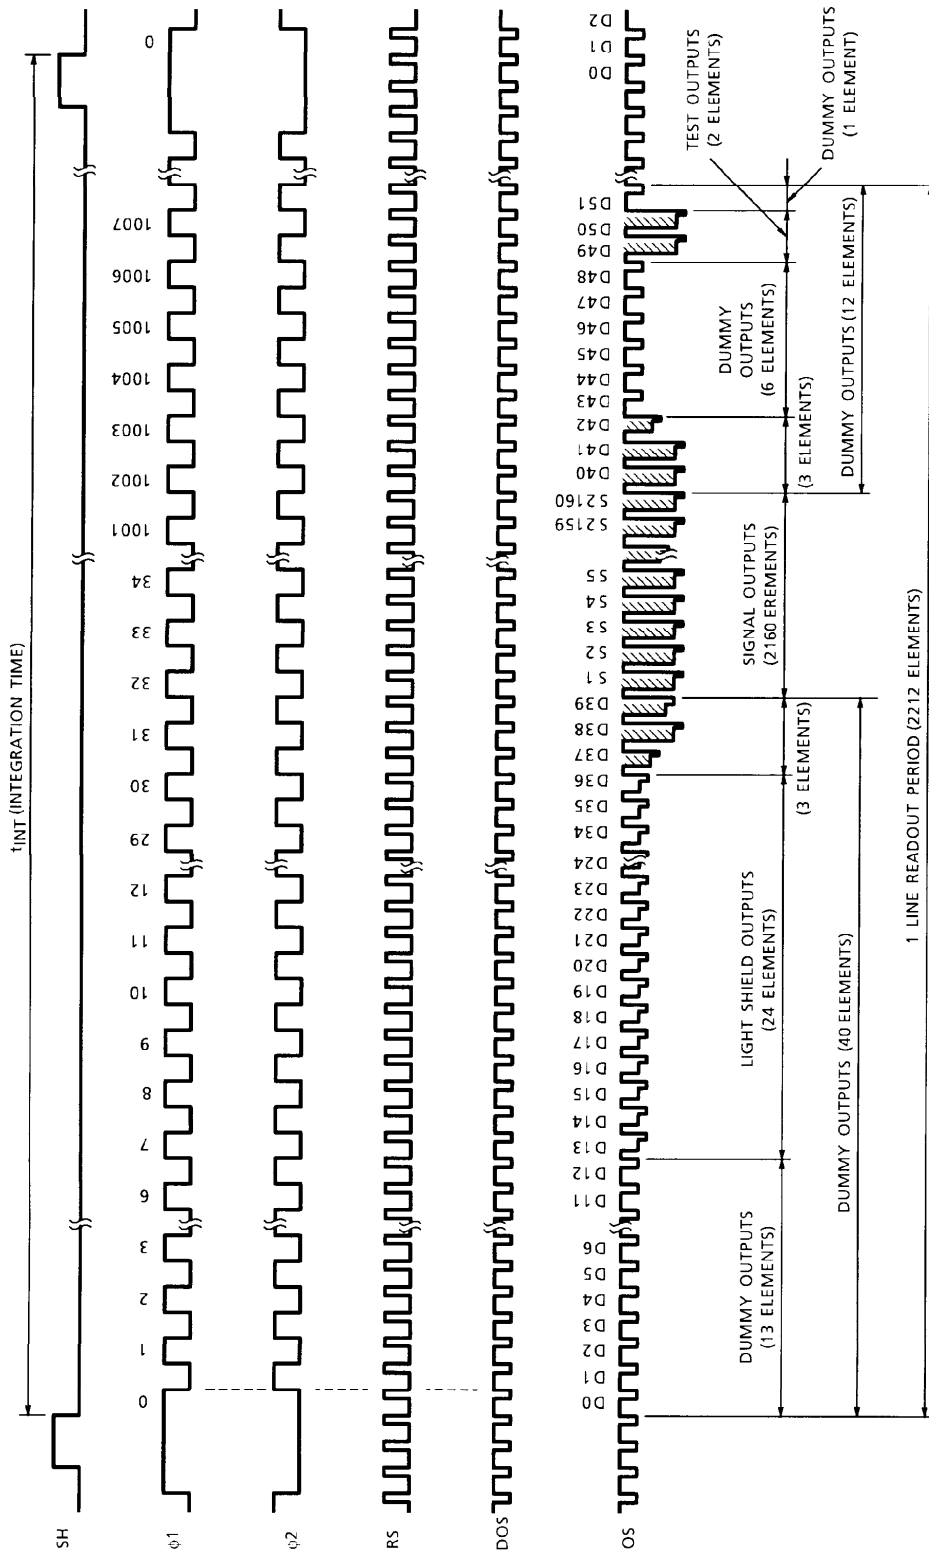 tINT (INTEGRATION TIME)
SH
φ1
0 1 2 3 6 7 8 9 10 11 12 29 30 31 32 33 34 1001 1002 1003 1004 1005 1006 1007 0
φ2
RS
DOS
OS
D0 D1 D2 D3 D4 D5 D6 D11 D12 D13 D14 D15 D16 D17 D18 D19 D20 D21 D22 D23 D24 D34 D35 D36 D37 D38 D39 S1 S2 S3 S4 S5 S2159 S2160 D40 D41 D42 D43 D44 D45 D46 D47 D48 D49 D50 D51 D0 D1 D2
DUMMY OUTPUTS
(13 ELEMENTS)
LIGHT SHIELD OUTPUTS
(24 ELEMENTS)
(3 ELEMENTS)
SIGNAL OUTPUTS
(2160 EREMENTS)
(3 ELEMENTS)
DUMMY
OUTPUTS
(6 ELEMENTS)
TEST OUTPUTS
(2 ELEMENTS)
DUMMY OUTPUTS
(1 ELEMENT)
DUMMY OUTPUTS (40 ELEMENTS)
DUMMY OUTPUTS (12 ELEMENTS)
1 LINE READOUT PERIOD (2212 ELEMENTS)